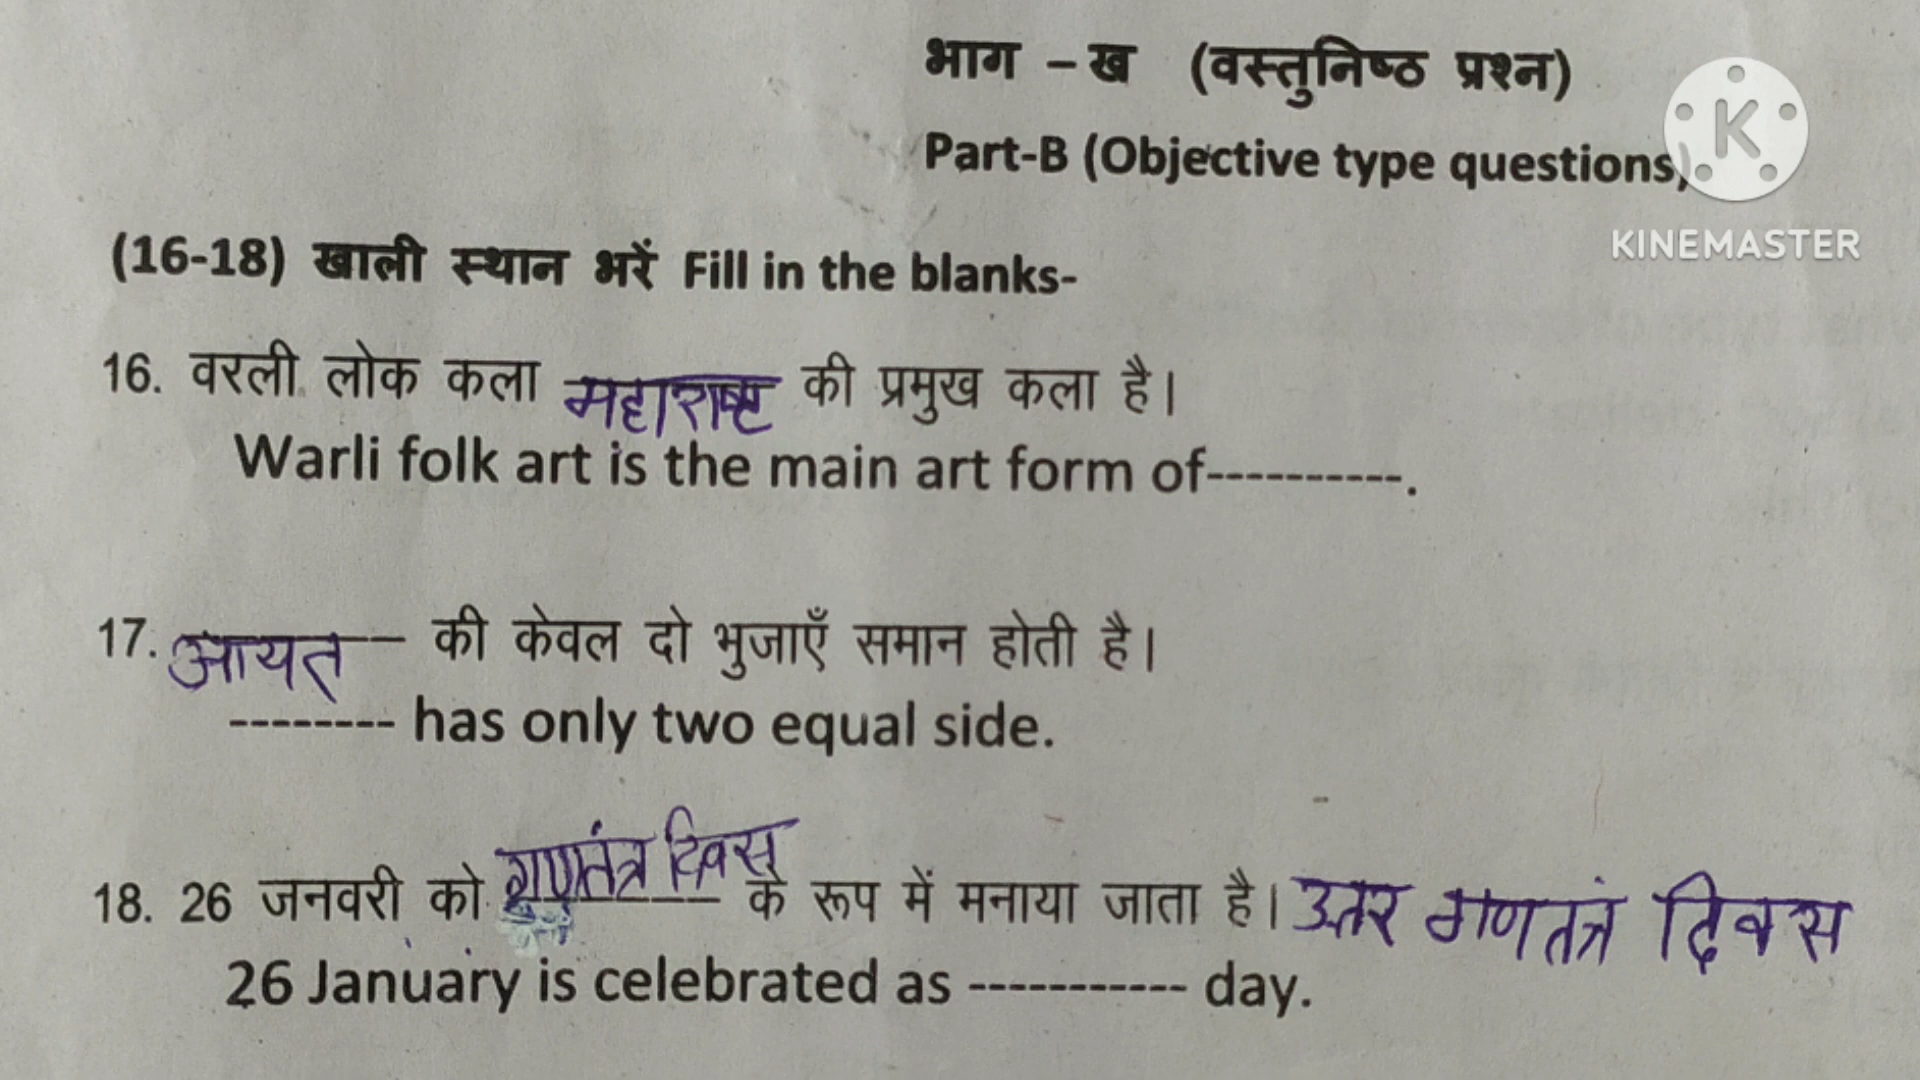 भाग – ख (वस्तुनिष्ठ प्रश्न)
Part-B (Objective type questions)
K
KINEMASTER
(16-18) खाली स्थान भरें Fill in the blanks-
16. वरली लोक कला महाराष्ट्र की प्रमुख कला है।
Warli folk art is the main art form of----------.
17. आयत — की केवल दो भुजाएँ समान होती है।
-------- has only two equal side.
18. 26 जनवरी को गणतंत्र दिवस के रूप में मनाया जाता है। उत्तर गणतंत्र दिवस
26 January is celebrated as ----------- day.